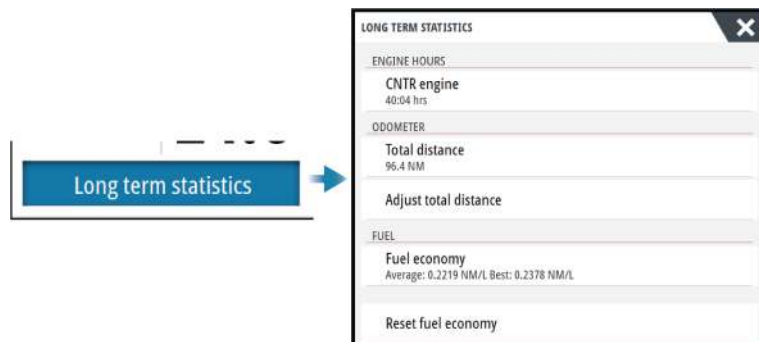 Long term statistics
LONG TERM STATISTICS
ENGINE HOURS
CNTR engine
40:04 hrs
ODOMETER
Total distance
96.4 NM
Adjust total distance
FUEL
Fuel economy
Average: 0.2219 NM/L Best: 0.2378 NM/L
Reset fuel economy